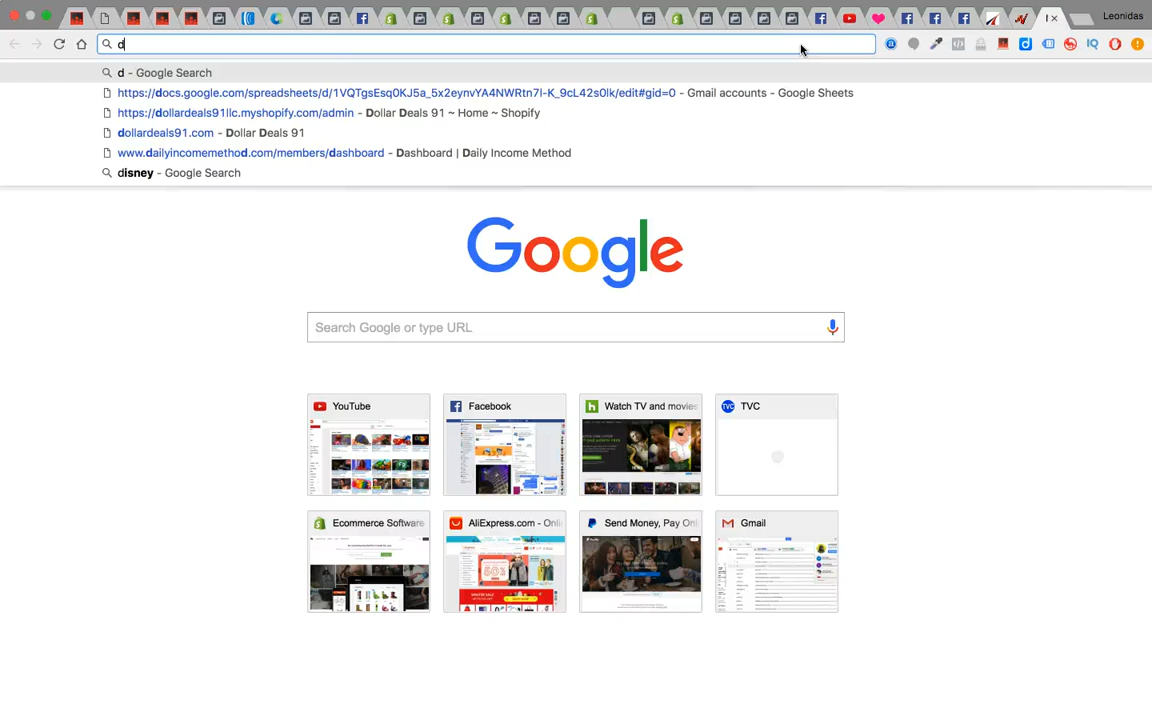 Leonidas
d
d - Google Search
https://docs.google.com/spreadsheets/d/1VQTgsEsq0KJ5a_5x2eynvYA4NWRtn7I-K_9cL42s0lk/edit#gid=0 - Gmail accounts - Google Sheets
https://dollardeals91llc.myshopify.com/admin - Dollar Deals 91 ~ Home ~ Shopify
dollardeals91.com - Dollar Deals 91
www.dailyincomemethod.com/members/dashboard - Dashboard | Daily Income Method
disney - Google Search
Google
Search Google or type URL
YouTube
Facebook
Watch TV and movies
TVC TVC
Ecommerce Software
AliExpress.com - Onli
Send Money, Pay Onl
Gmail